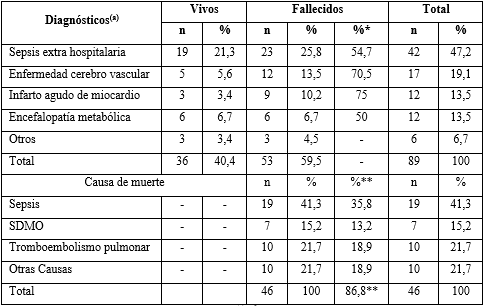 Diagnósticos(a) Vivos Fallecidos Total
n % n % %* n %
Sepsis extra hospitalaria 19 21,3 23 25,8 54,7 42 47,2
Enfermedad cerebro vascular 5 5,6 12 13,5 70,5 17 19,1
Infarto agudo de miocardio 3 3,4 9 10,2 75 12 13,5
Encefalopatía metabólica 6 6,7 6 6,7 50 12 13,5
Otros 3 3,4 3 4,5 - 6 6,7
Total 36 40,4 53 59,5 - 89 100
Causa de muerte n % %** n %
Sepsis - - 19 41,3 35,8 19 41,3
SDMO - - 7 15,2 13,2 7 15,2
Tromboembolismo pulmonar - - 10 21,7 18,9 10 21,7
Otras Causas - - 10 21,7 18,9 10 21,7
Total 46 100 86,8** 46 100